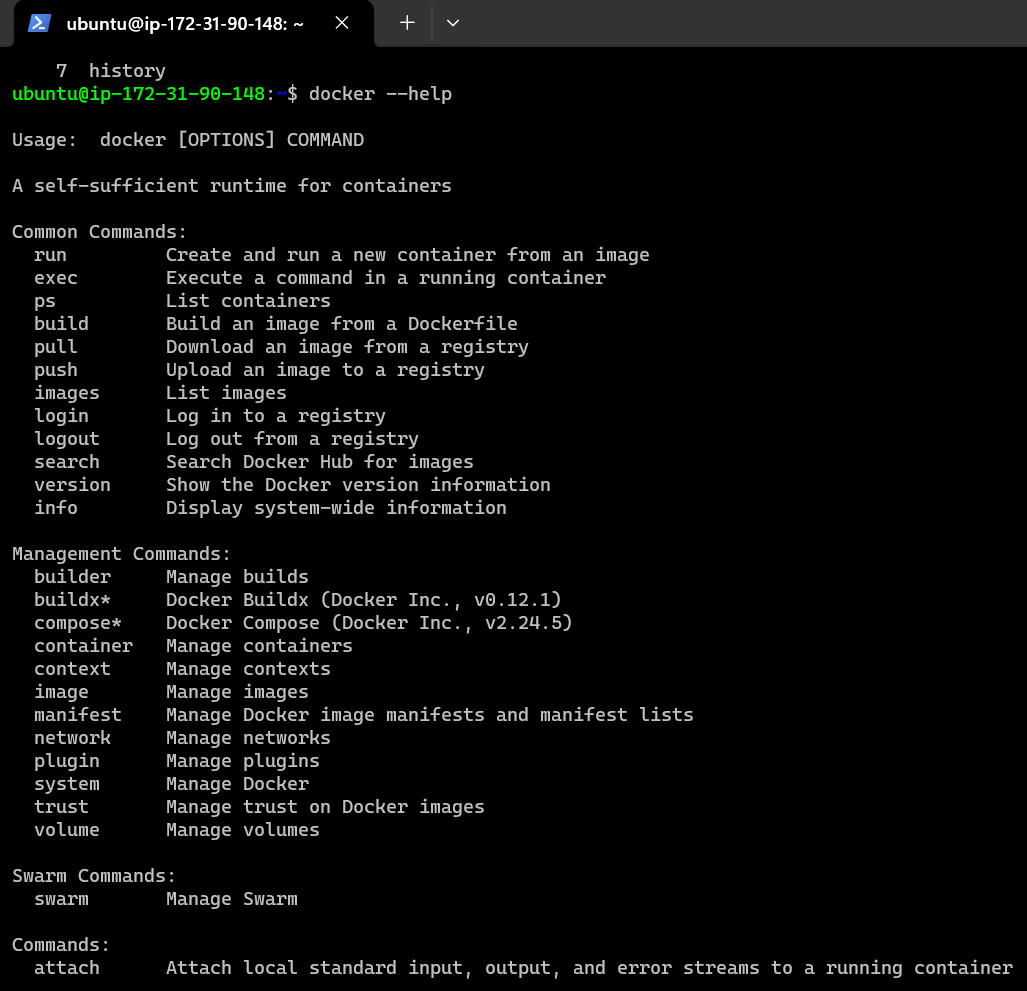 ubuntu@ip-172-31-90-148: ~
7  history
ubuntu@ip-172-31-90-148:~$ docker --help
Usage:  docker [OPTIONS] COMMAND
A self-sufficient runtime for containers
Common Commands:
  run         Create and run a new container from an image
  exec        Execute a command in a running container
  ps          List containers
  build       Build an image from a Dockerfile
  pull        Download an image from a registry
  push        Upload an image to a registry
  images      List images
  login       Log in to a registry
  logout      Log out from a registry
  search      Search Docker Hub for images
  version     Show the Docker version information
  info        Display system-wide information
Management Commands:
  builder     Manage builds
  buildx*     Docker Buildx (Docker Inc., v0.12.1)
  compose*    Docker Compose (Docker Inc., v2.24.5)
  container   Manage containers
  context     Manage contexts
  image       Manage images
  manifest    Manage Docker image manifests and manifest lists
  network     Manage networks
  plugin      Manage plugins
  system      Manage Docker
  trust       Manage trust on Docker images
  volume      Manage volumes
Swarm Commands:
  swarm       Manage Swarm
Commands:
  attach      Attach local standard input, output, and error streams to a running container